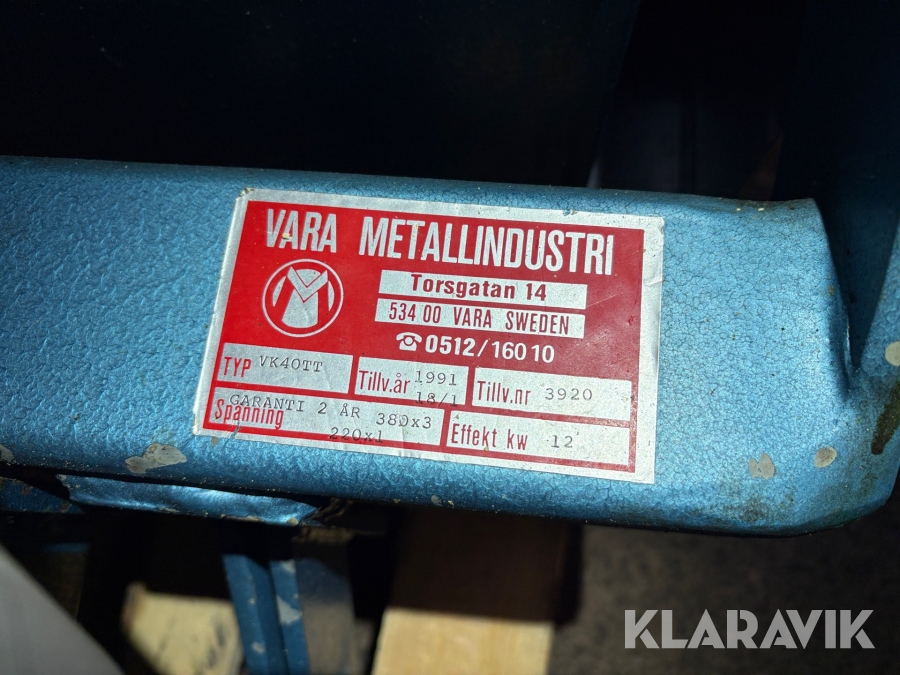 VARA METALLINDUSTRI
Torsgatan 14
534 00 VARA SWEDEN
☎ 0512/160 10
TYP VK40TT
Tillv.år 1991
18/1
Tillv.nr 3920
GARANTI 2 ÅR
Spänning 380x3
220x1
Effekt kw 12
KLARAVIK